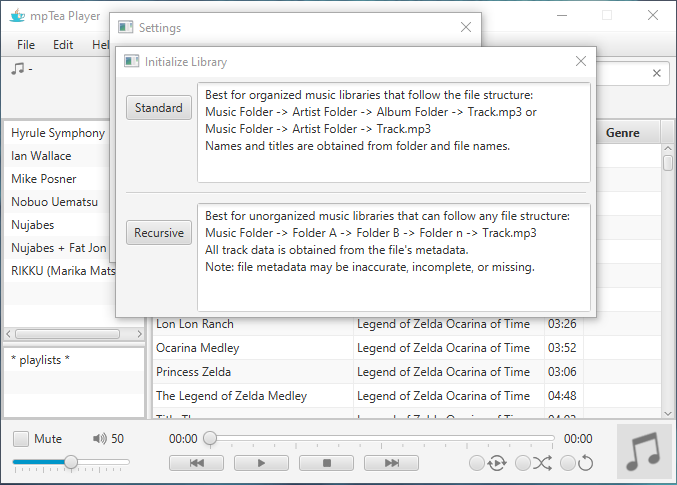 mpTea Player
Settings
Initialize Library
File Edit
♫ -
Standard
Best for organized music libraries that follow the file structure:
Music Folder -> Artist Folder -> Album Folder -> Track.mp3 or
Music Folder -> Artist Folder -> Track.mp3
Names and titles are obtained from folder and file names.
Recursive
Best for unorganized music libraries that can follow any file structure:
Music Folder -> Folder A -> Folder B -> Folder n -> Track.mp3
All track data is obtained from the file's metadata.
Note: file metadata may be inaccurate, incomplete, or missing.
Genre
Hyrule Symphony
Ian Wallace
Mike Posner
Nobuo Uematsu
Nujabes
Nujabes + Fat Jon
RIKKU (Marika Mats
* playlists *
Lon Lon Ranch Legend of Zelda Ocarina of Time 03:26
Ocarina Medley Legend of Zelda Ocarina of Time 03:52
Princess Zelda Legend of Zelda Ocarina of Time 03:06
The Legend of Zelda Medley Legend of Zelda Ocarina of Time 04:48
Legend of Zelda Ocarina of Time
Mute 50 00:00 00:00